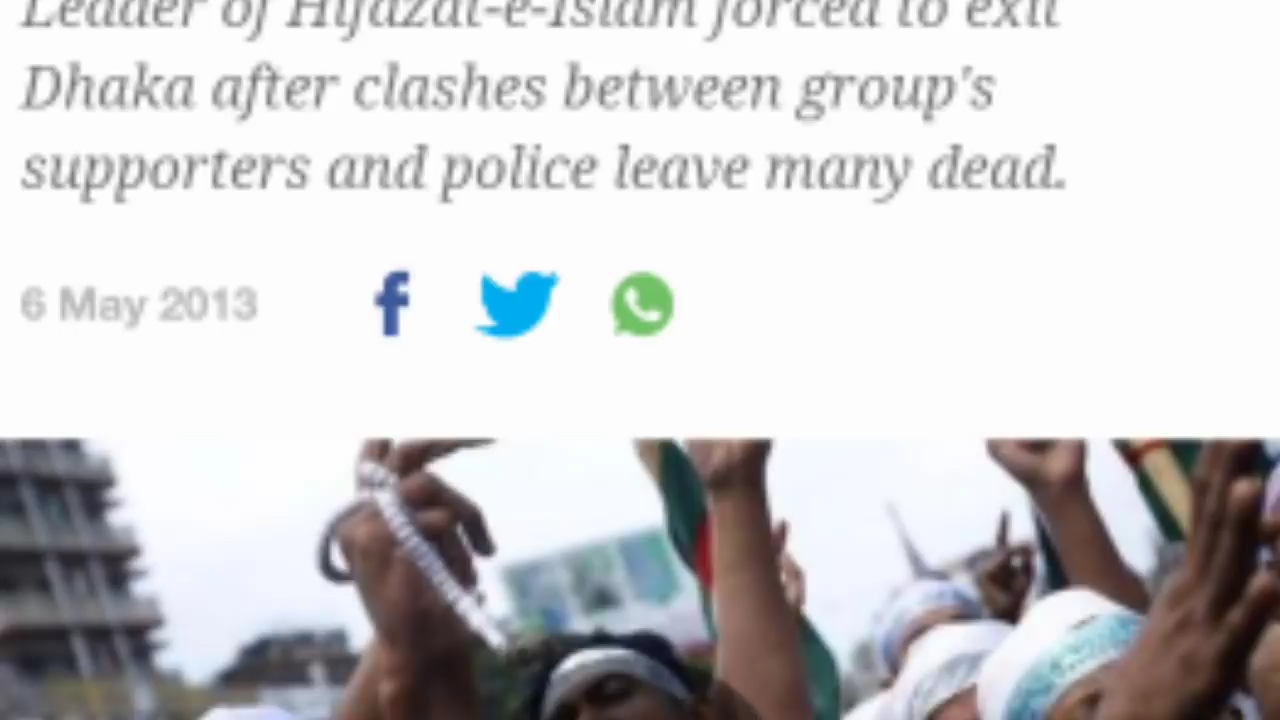 Leader of Hifazat-e-Islam forced to exit
Dhaka after clashes between group's
supporters and police leave many dead.
6 May 2013